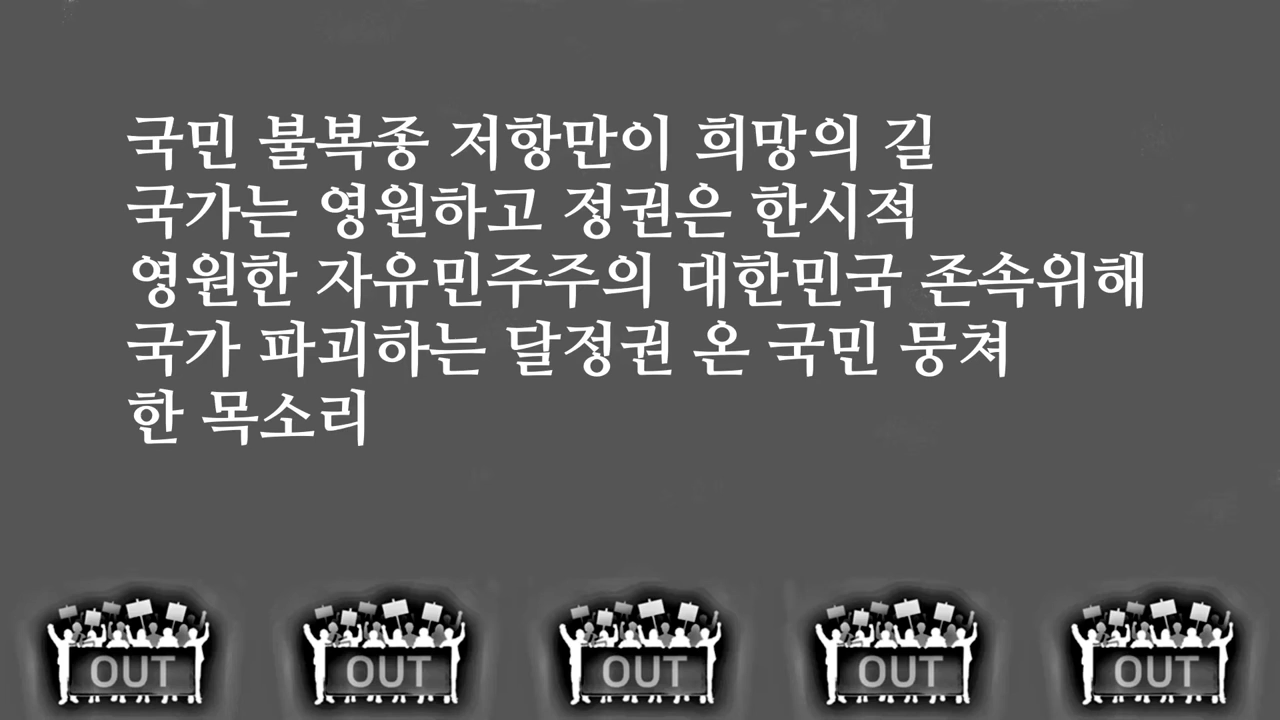 국민 불복종 저항만이 희망의 길
국가는 영원하고 정권은 한시적
영원한 자유민주주의 대한민국 존속위해
국가 파괴하는 달정권 온 국민 뭉쳐
한 목소리
OUT OUT OUT OUT OUT